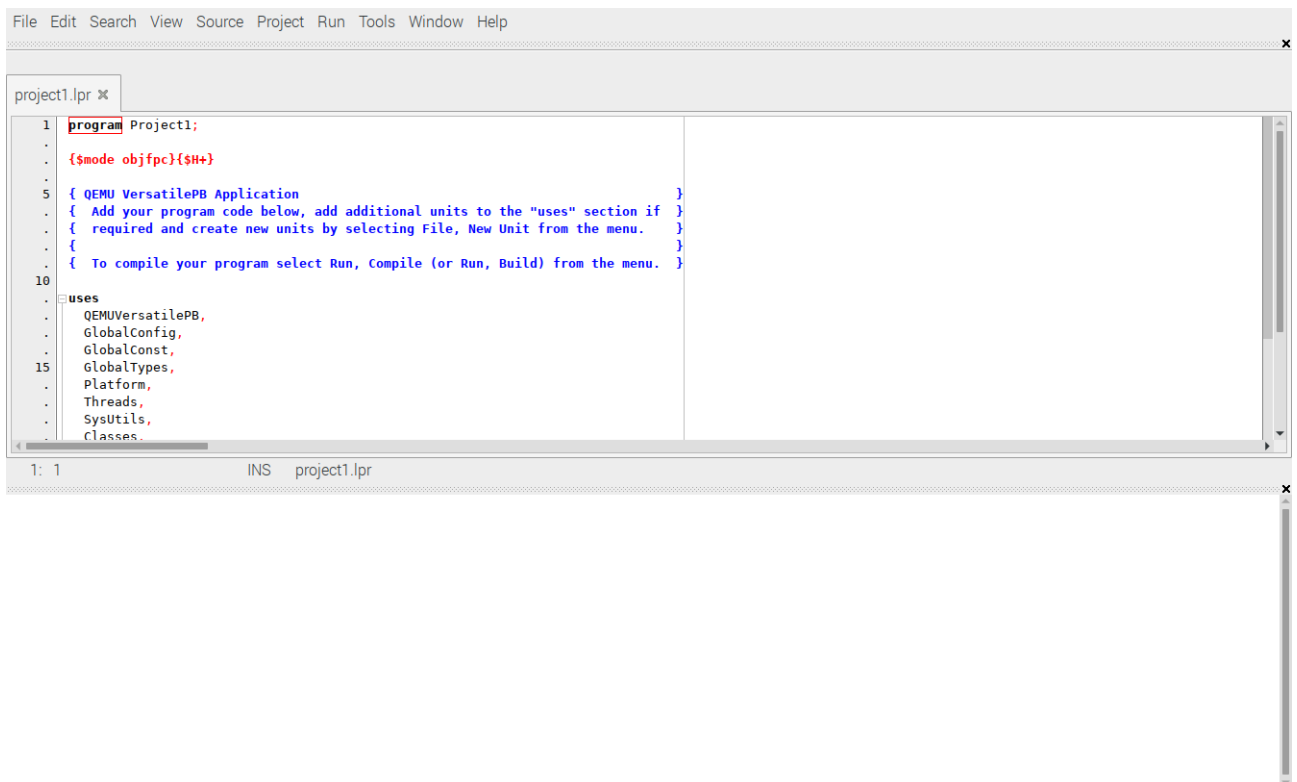 File Edit Search View Source Project Run Tools Window Help
project1.lpr
1 program Project1;
.
. {$mode objfpc}{$H+}
.
5 { QEMU VersatilePB Application }
. { Add your program code below, add additional units to the "uses" section if }
. { required and create new units by selecting File, New Unit from the menu. }
. { }
. { To compile your program select Run, Compile (or Run, Build) from the menu. }
10
. uses
. QEMUVersatilePB,
. GlobalConfig,
. GlobalConst,
15 GlobalTypes,
. Platform,
. Threads,
. SysUtils,
. Classes,
1: 1 INS project1.lpr